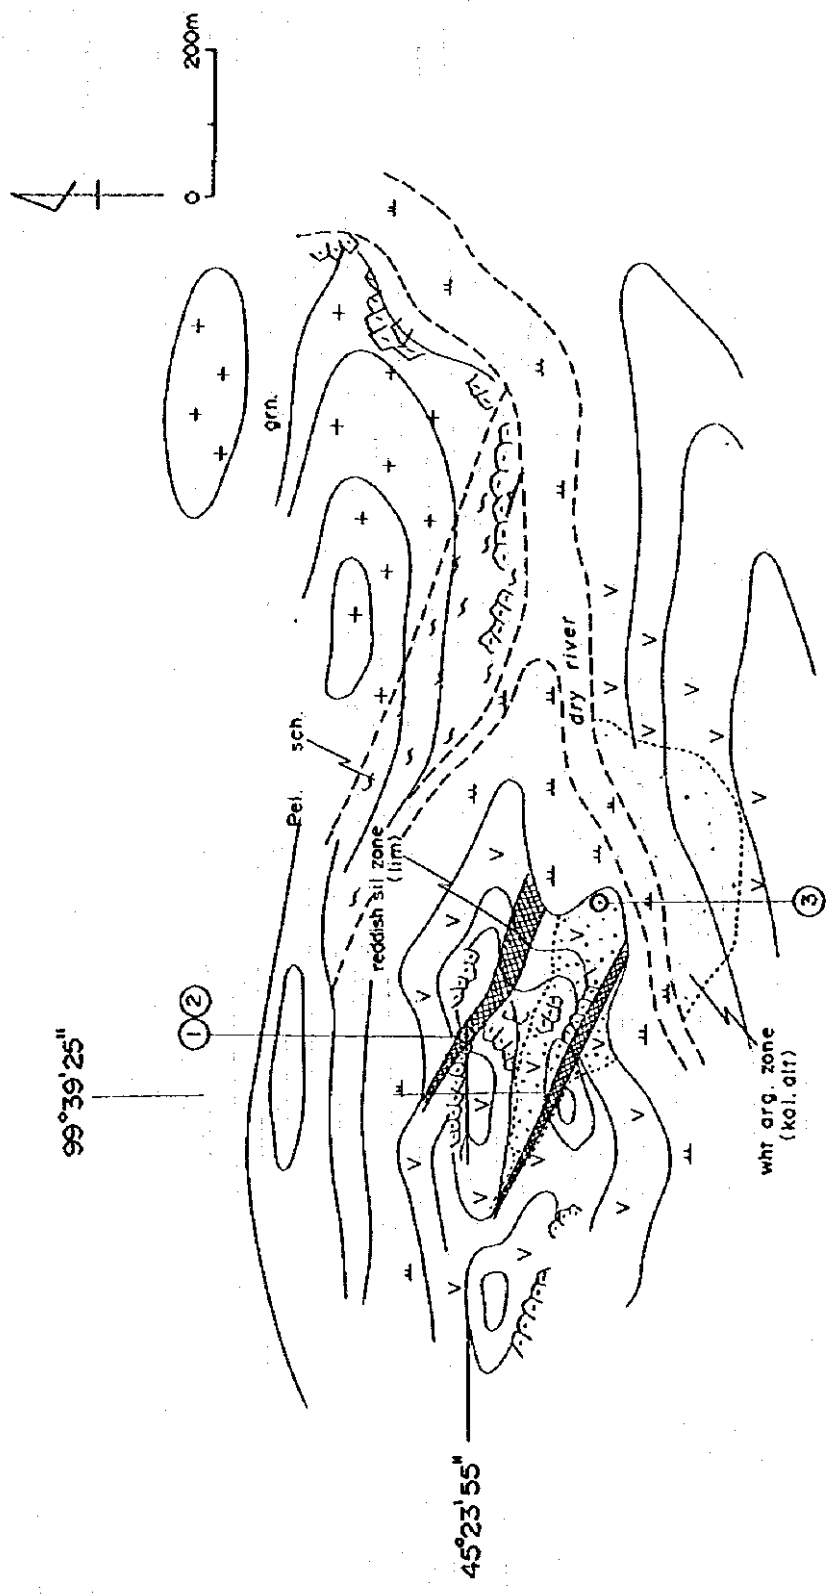 200m
0
grn.
Pel. sch.
reddish sil zone
(lim)
dry river
① ②
③
99°39'25"
45°23'55"
wht arg. zone
(kal. alt)